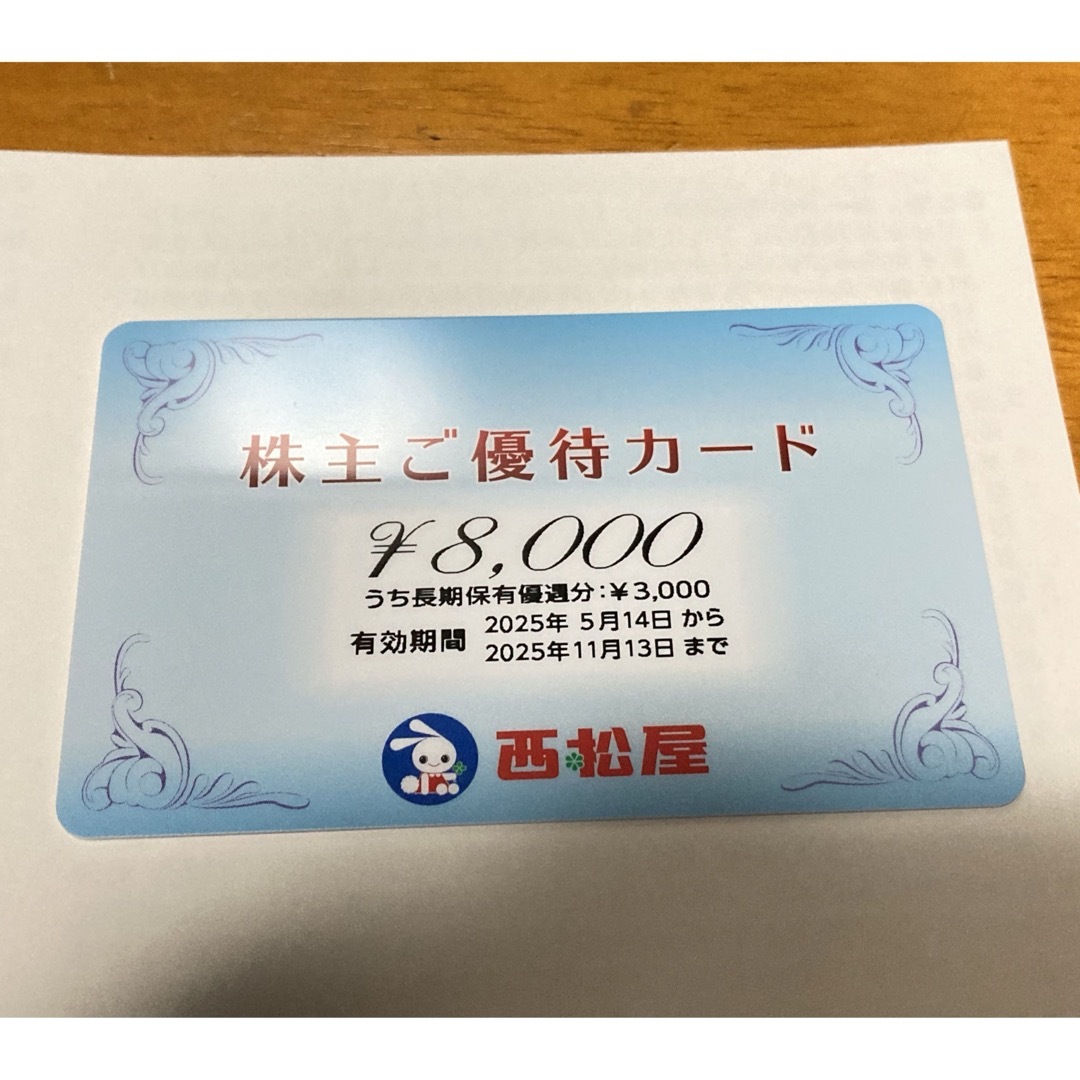 株主ご優待カード
¥8,000
うち長期保有優遇分:¥3,000
有効期間 2025年 5月14日 から
2025年11月13日 まで
西松屋